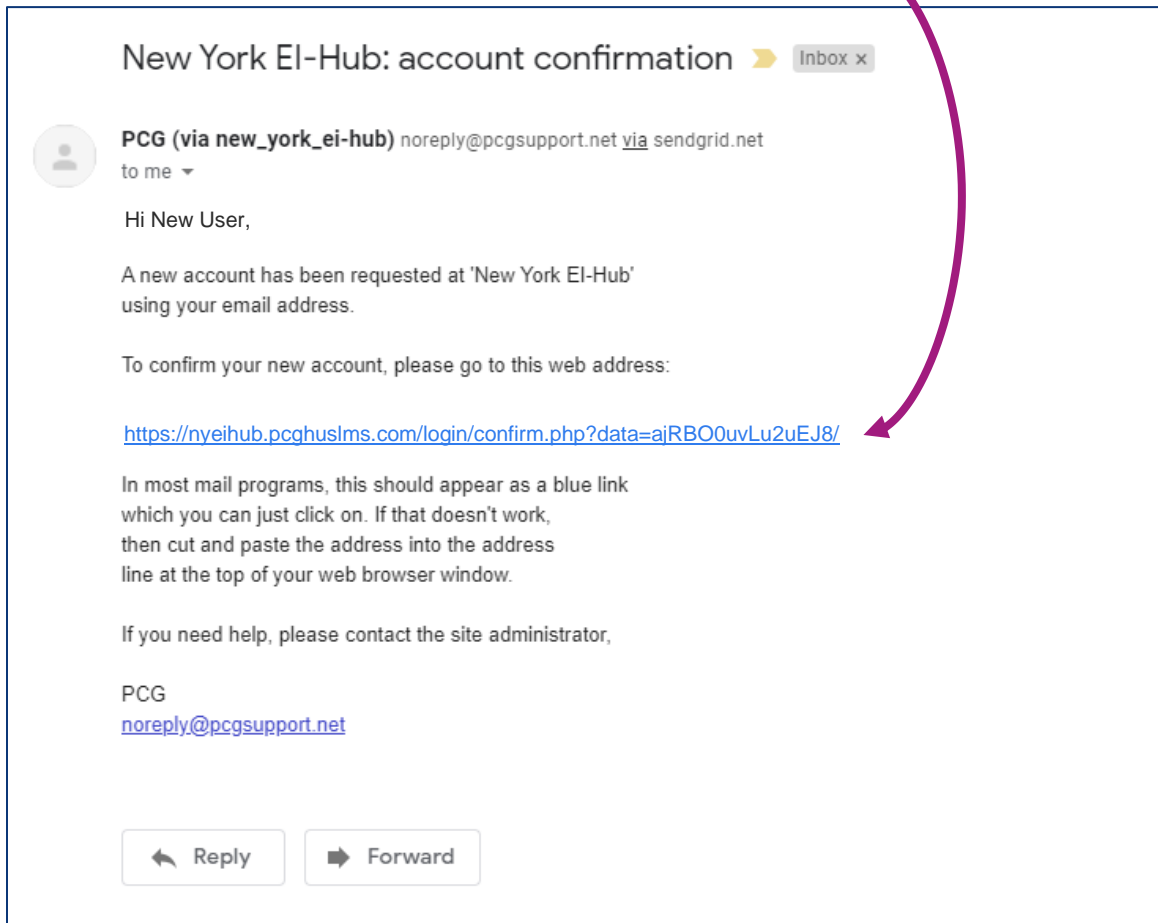 New York EI-Hub: account confirmation Inbox x
PCG (via new_york_ei-hub) noreply@pcgsupport.net via sendgrid.net
to me
Hi New User,
A new account has been requested at 'New York EI-Hub'
using your email address.
To confirm your new account, please go to this web address:
https://nyeihub.pcghuslms.com/login/confirm.php?data=ajRBO0uvLu2uEJ8/
In most mail programs, this should appear as a blue link
which you can just click on. If that doesn't work,
then cut and paste the address into the address
line at the top of your web browser window.
If you need help, please contact the site administrator,
PCG
noreply@pcgsupport.net
Reply Forward